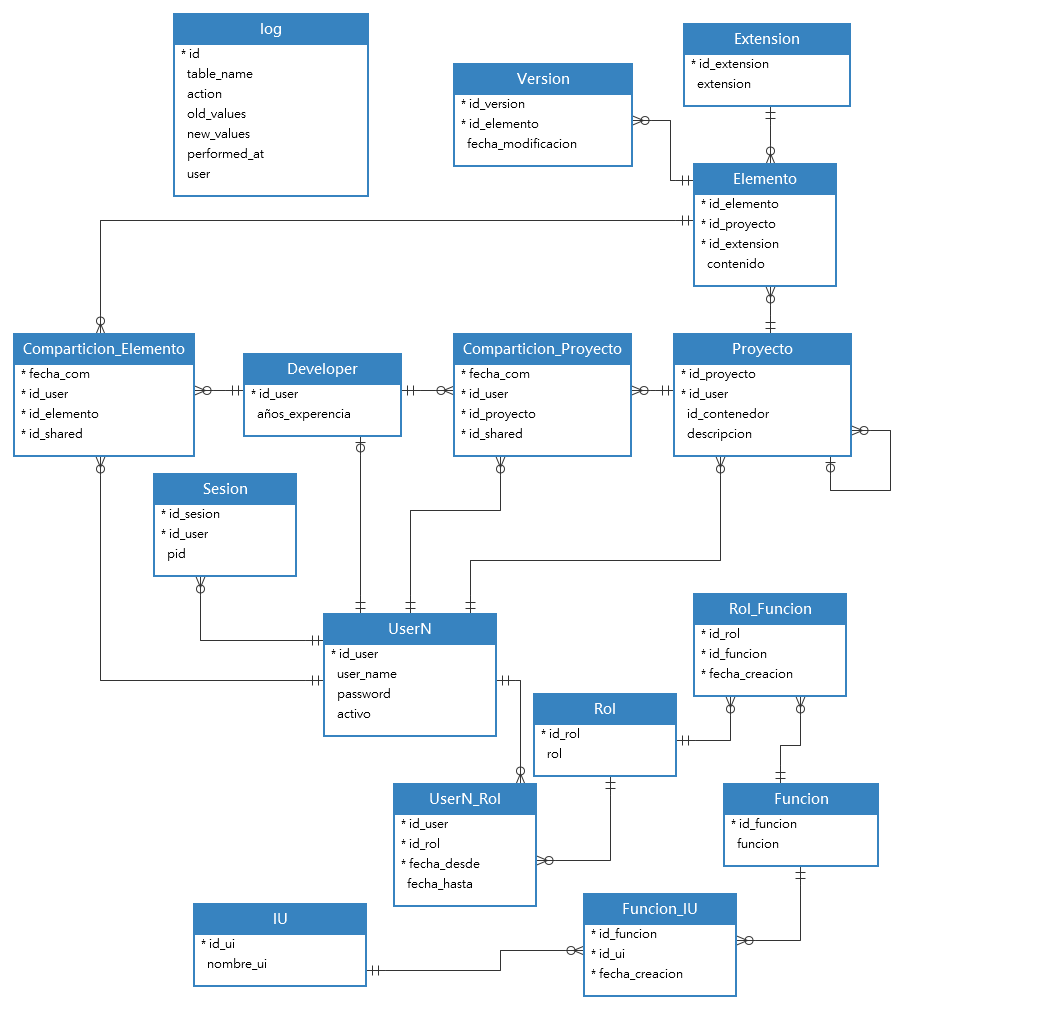 log
* id
table_name
action
old_values
new_values
performed_at
user
Version
* id_version
* id_elemento
fecha_modificacion
Extension
* id_extension
extension
Elemento
* id_elemento
* id_proyecto
* id_extension
contenido
Comparticion_Elemento
* fecha_com
* id_user
* id_elemento
* id_shared
Developer
* id_user
años_experencia
Comparticion_Proyecto
* fecha_com
* id_user
* id_proyecto
* id_shared
Proyecto
* id_proyecto
* id_user
id_contenedor
descripcion
Sesion
* id_sesion
* id_user
pid
UserN
* id_user
user_name
password
activo
Rol_Funcion
* id_rol
* id_funcion
* fecha_creacion
Rol
* id_rol
rol
UserN_Rol
* id_user
* id_rol
* fecha_desde
fecha_hasta
Funcion
* id_funcion
funcion
IU
* id_ui
nombre_ui
Funcion_IU
* id_funcion
* id_ui
* fecha_creacion